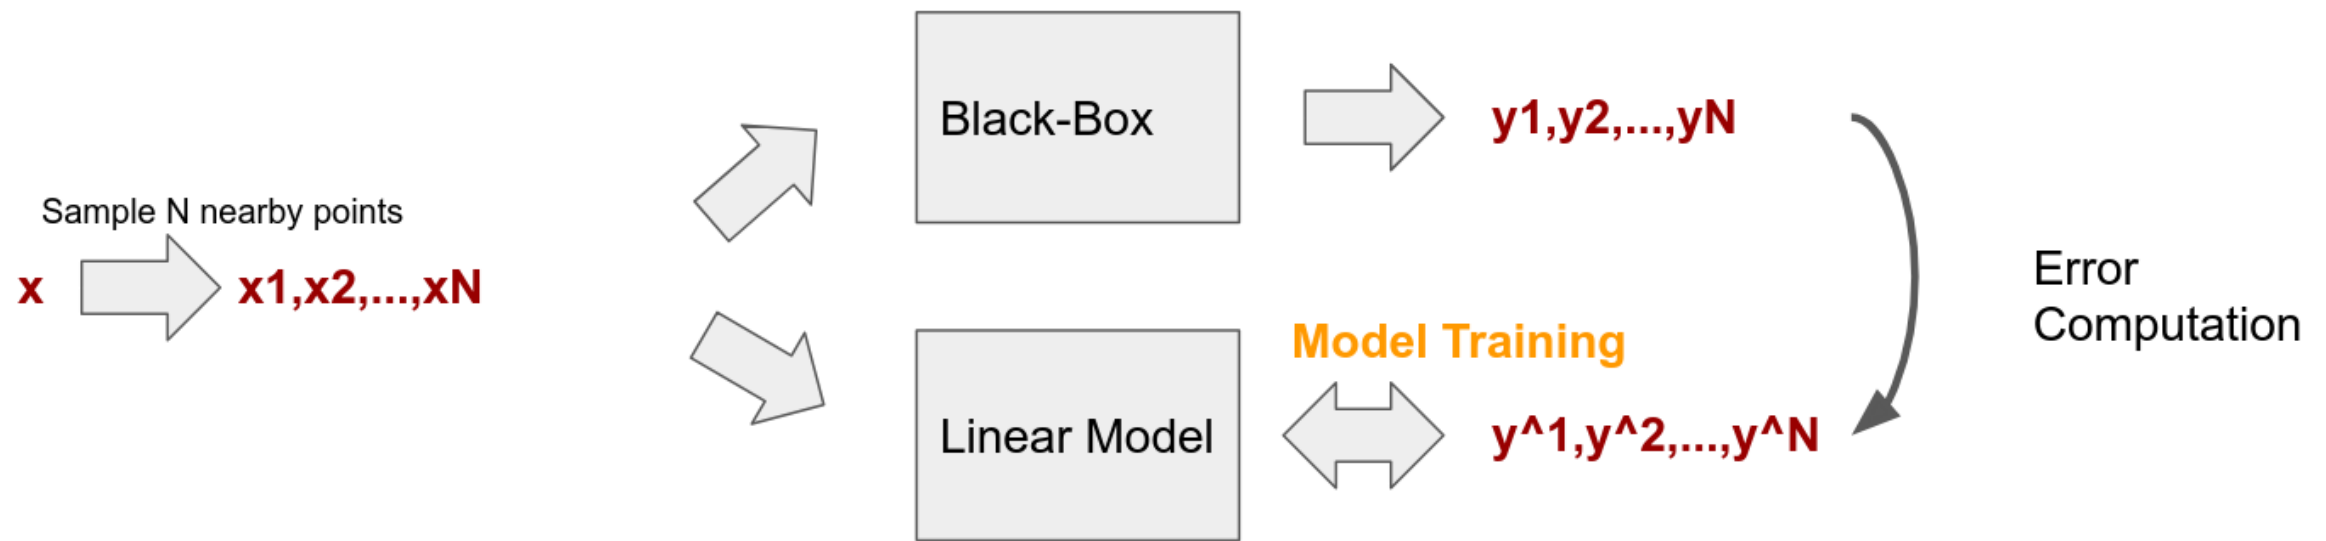 Sample N nearby points
x
x1,x2,...,xN
Black-Box
y1,y2,...,yN
Linear Model
Model Training
y^1,y^2,...,y^N
Error
Computation